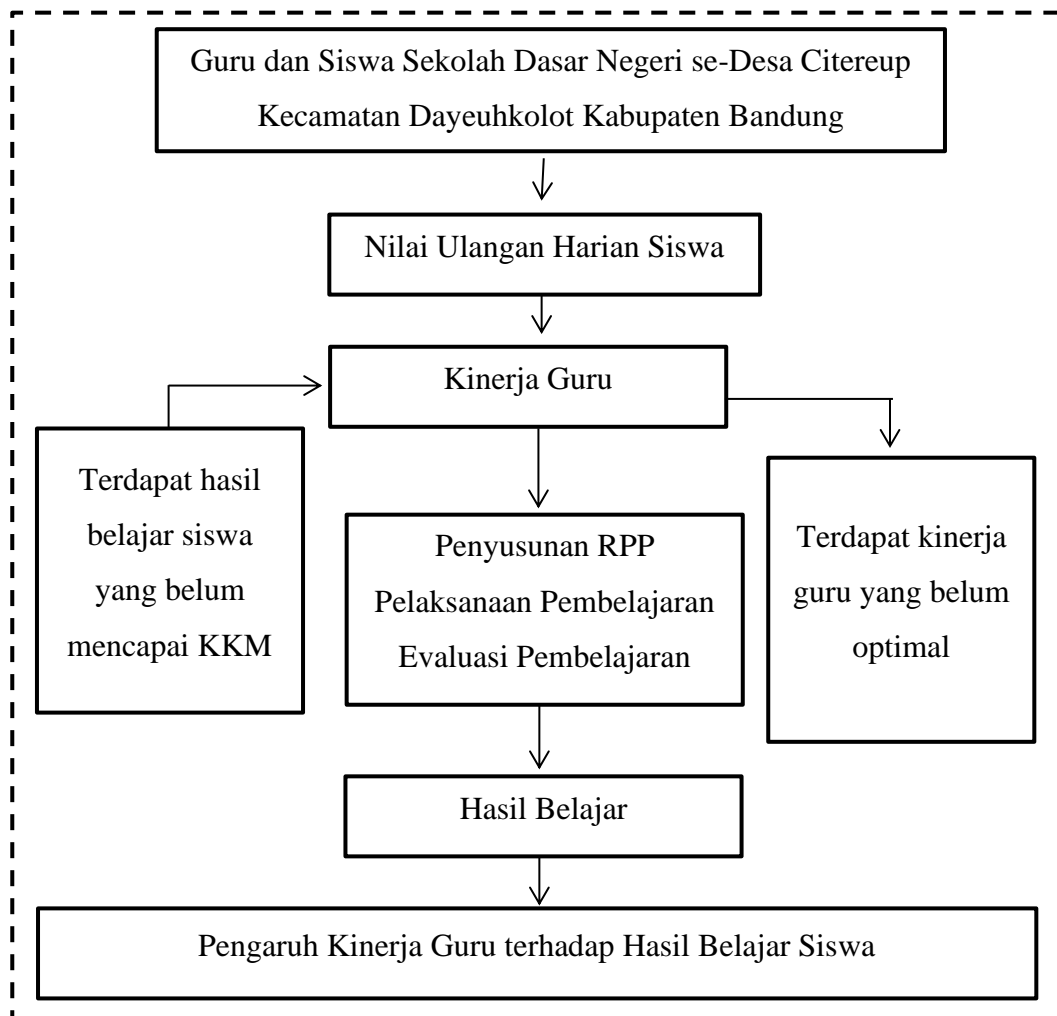 Guru dan Siswa Sekolah Dasar Negeri se-Desa Citereup
Kecamatan Dayeuhkolot Kabupaten Bandung
Nilai Ulangan Harian Siswa
Kinerja Guru
Terdapat hasil
belajar siswa
yang belum
mencapai KKM
Penyusunan RPP
Pelaksanaan Pembelajaran
Evaluasi Pembelajaran
Terdapat kinerja
guru yang belum
optimal
Hasil Belajar
Pengaruh Kinerja Guru terhadap Hasil Belajar Siswa